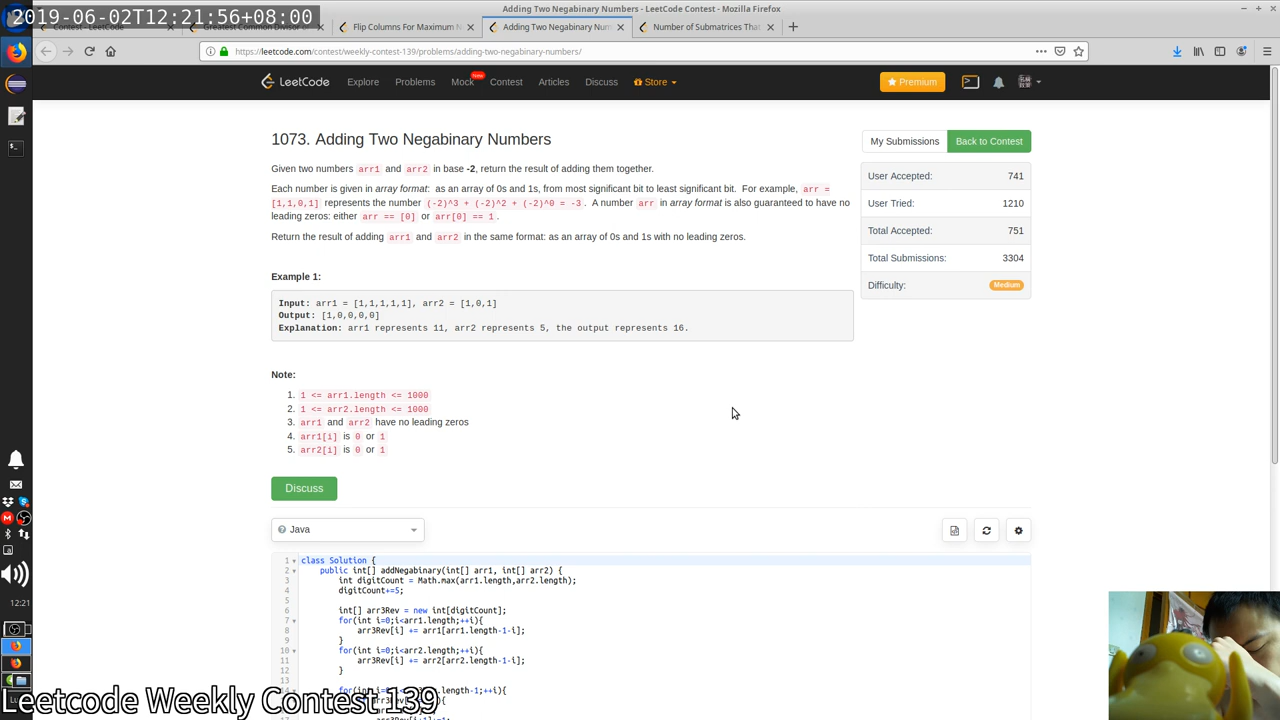 2019-06-02T12:21:56+08:00
Adding Two Negabinary Numbers - LeetCode Contest - Mozilla Firefox
Contest - LeetCode
Greatest Common Divisor
Flip Columns For Maximum N
Adding Two Negabinary Num
Number of Submatrices That
https://leetcode.com/contest/weekly-contest-139/problems/adding-two-negabinary-numbers/
LeetCode
Explore
Problems
Mock
New
Contest
Articles
Discuss
Store
Premium
1073. Adding Two Negabinary Numbers
My Submissions
Back to Contest
Given two numbers arr1 and arr2 in base -2, return the result of adding them together.
Each number is given in array format: as an array of 0s and 1s, from most significant bit to least significant bit. For example, arr =
[1,1,0,1] represents the number (-2)^3 + (-2)^2 + (-2)^0 = -3. A number arr in array format is also guaranteed to have no
leading zeros: either arr == [0] or arr[0] == 1.
Return the result of adding arr1 and arr2 in the same format: as an array of 0s and 1s with no leading zeros.
User Accepted: 741
User Tried: 1210
Total Accepted: 751
Total Submissions: 3304
Difficulty: Medium
Example 1:
Input: arr1 = [1,1,1,1,1], arr2 = [1,0,1]
Output: [1,0,0,0,0]
Explanation: arr1 represents 11, arr2 represents 5, the output represents 16.
Note:
1. 1 <= arr1.length <= 1000
2. 1 <= arr2.length <= 1000
3. arr1 and arr2 have no leading zeros
4. arr1[i] is 0 or 1
5. arr2[i] is 0 or 1
Discuss
Java
1 class Solution {
2 public int[] addNegabinary(int[] arr1, int[] arr2) {
3 int digitCount = Math.max(arr1.length,arr2.length);
4 digitCount+=5;
5
6 int[] arr3Rev = new int[digitCount];
7 for(int i=0;i<arr1.length;++i){
8 arr3Rev[i] += arr1[arr1.length-1-i];
9 }
10 for(int i=0;i<arr2.length;++i){
11 arr3Rev[i] += arr2[arr2.length-1-i];
12 }
13
12:21
Leetcode Weekly Contest 139